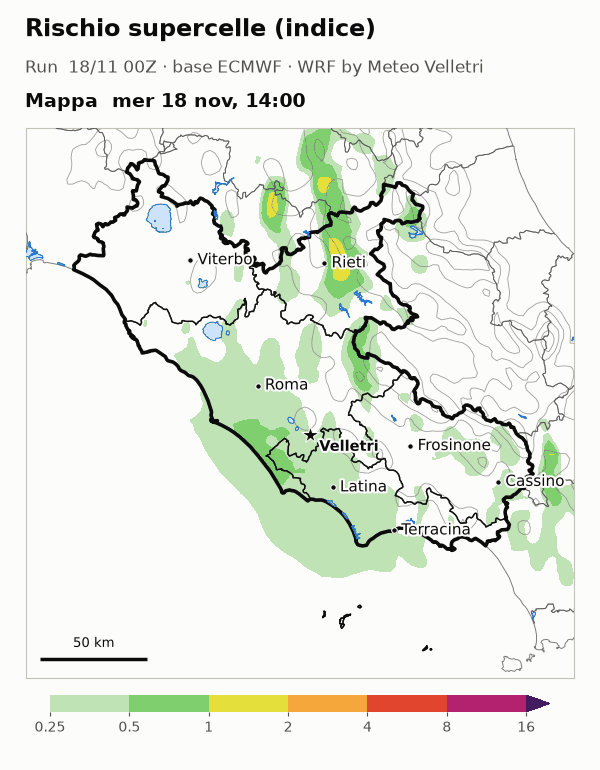 Rischio supercelle (indice)
Run  18/11 00Z · base ECMWF · WRF by Meteo Velletri
Mappa  mer 18 nov, 14:00
Viterbo
Rieti
Roma
Velletri
Frosinone
Latina
Cassino
Terracina
50 km
0.25 0.5 1 2 4 8 16